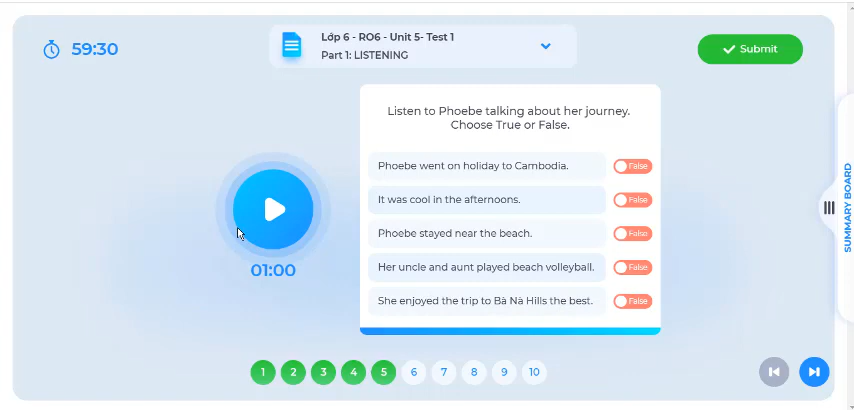 59:30
Lớp 6 - RO6 - Unit 5- Test 1
Part 1: LISTENING
Submit
Listen to Phoebe talking about her journey.
Choose True or False.
Phoebe went on holiday to Cambodia. False
It was cool in the afternoons. False
Phoebe stayed near the beach. False
Her uncle and aunt played beach volleyball. False
She enjoyed the trip to Bà Nà Hills the best. False
01:00
SUMMARY BOARD
1 2 3 4 5 6 7 8 9 10